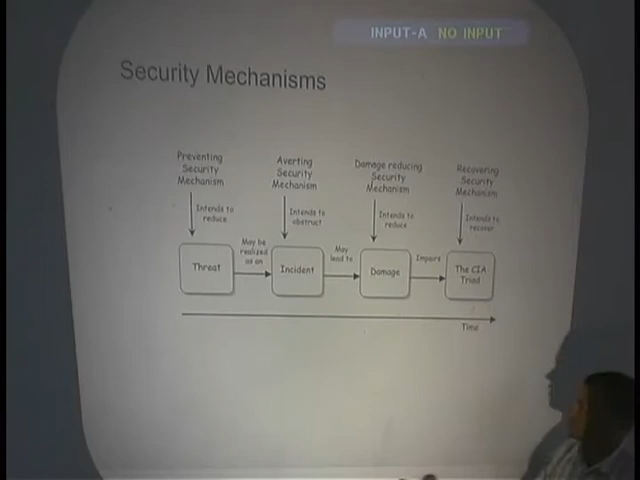 INPUT-A NO INPUT
Security Mechanisms
Preventing
Security
Mechanism
Averting
Security
Mechanism
Damage reducing
Security
Mechanism
Recovering
Security
Mechanism
Intends to
reduce
Intends to
obstruct
Intends to
reduce
Intends to
recover
Threat
May be
realized
as an
Incident
May
lead to
Damage
Impairs
The CIA
Triad
Time